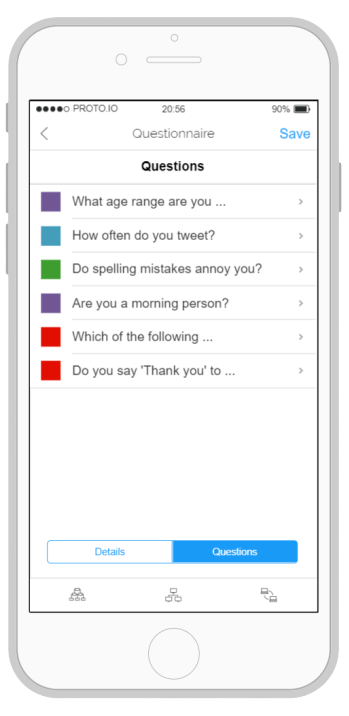 PROTO.IO 20:56 90%
Questionnaire Save
Questions
What age range are you ...
How often do you tweet?
Do spelling mistakes annoy you?
Are you a morning person?
Which of the following ...
Do you say 'Thank you' to ...
Details Questions